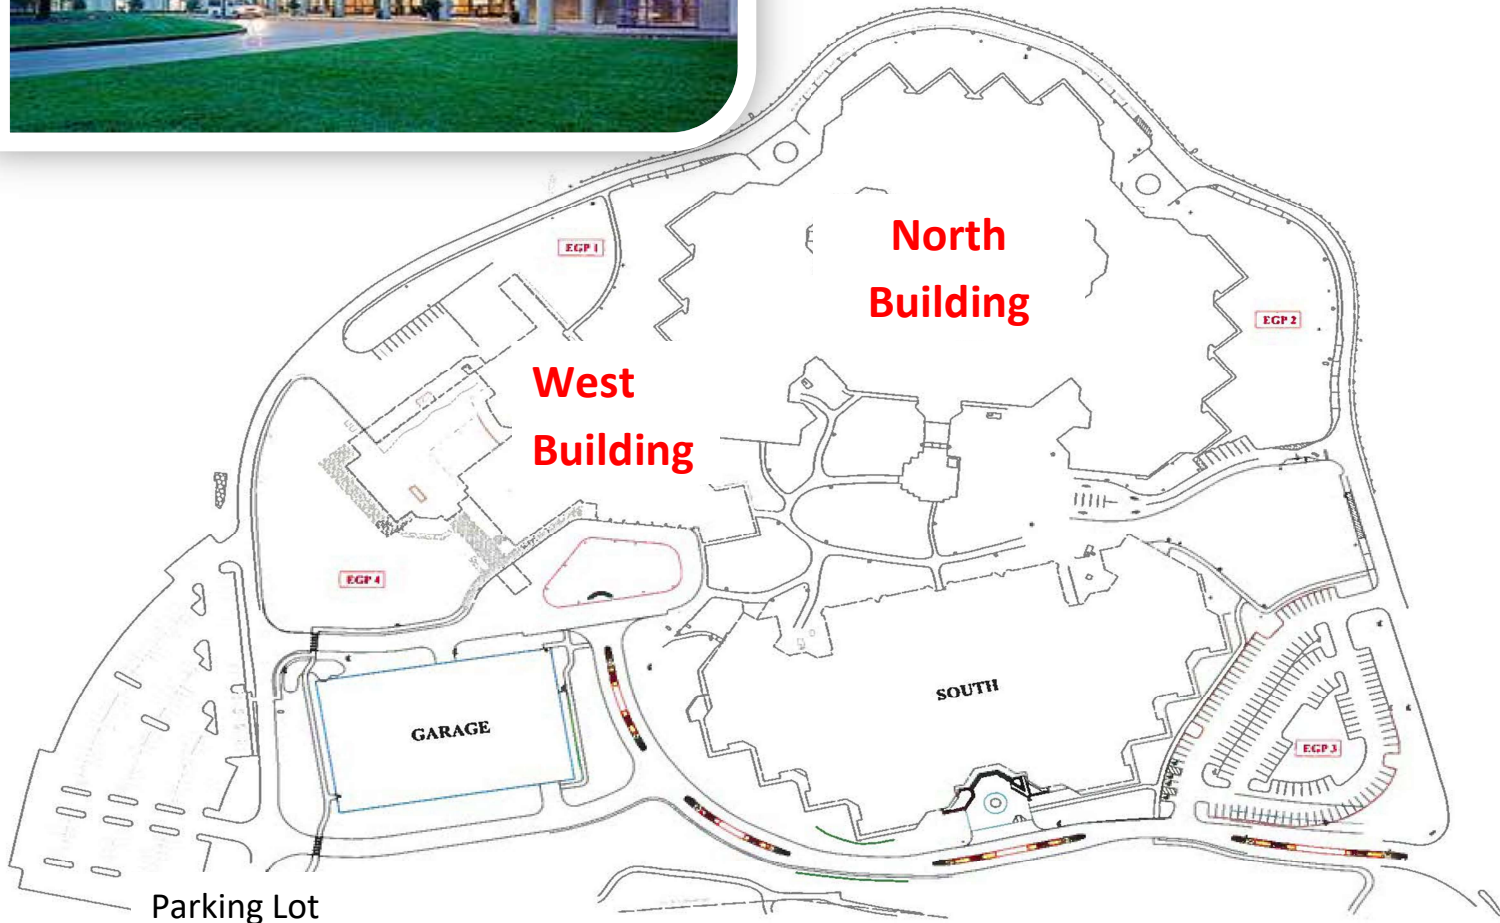 North
Building
EGP 1
EGP 2
West
Building
EGP 4
SOUTH
GARAGE
EGP 3
Parking Lot